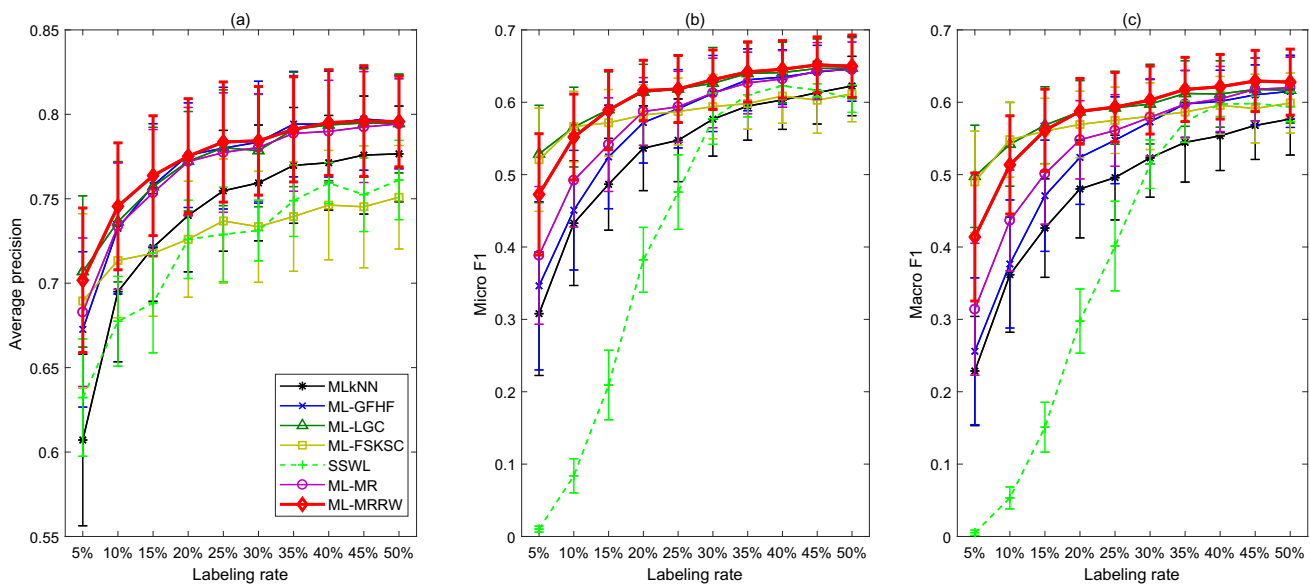 (a)
Average precision
0.85
0.8
0.75
0.7
0.65
0.6
0.55
5% 10% 15% 20% 25% 30% 35% 40% 45% 50%
Labeling rate
MLkNN
ML-GFHF
ML-LGC
ML-FSKSC
SSWL
ML-MR
ML-MRRW
(b)
Micro F1
0.7
0.6
0.5
0.4
0.3
0.2
0.1
0
5% 10% 15% 20% 25% 30% 35% 40% 45% 50%
Labeling rate
(c)
Macro F1
0.7
0.6
0.5
0.4
0.3
0.2
0.1
0
5% 10% 15% 20% 25% 30% 35% 40% 45% 50%
Labeling rate